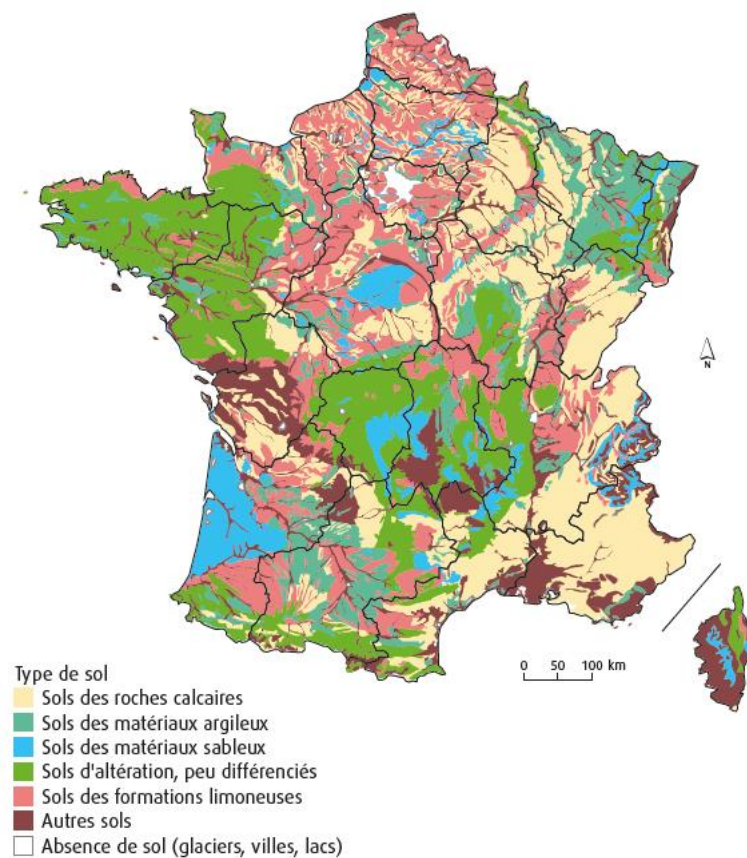 N
0 50 100 km
Type de sol
Sols des roches calcaires
Sols des matériaux argileux
Sols des matériaux sableux
Sols d'altération, peu différenciés
Sols des formations limoneuses
Autres sols
Absence de sol (glaciers, villes, lacs)